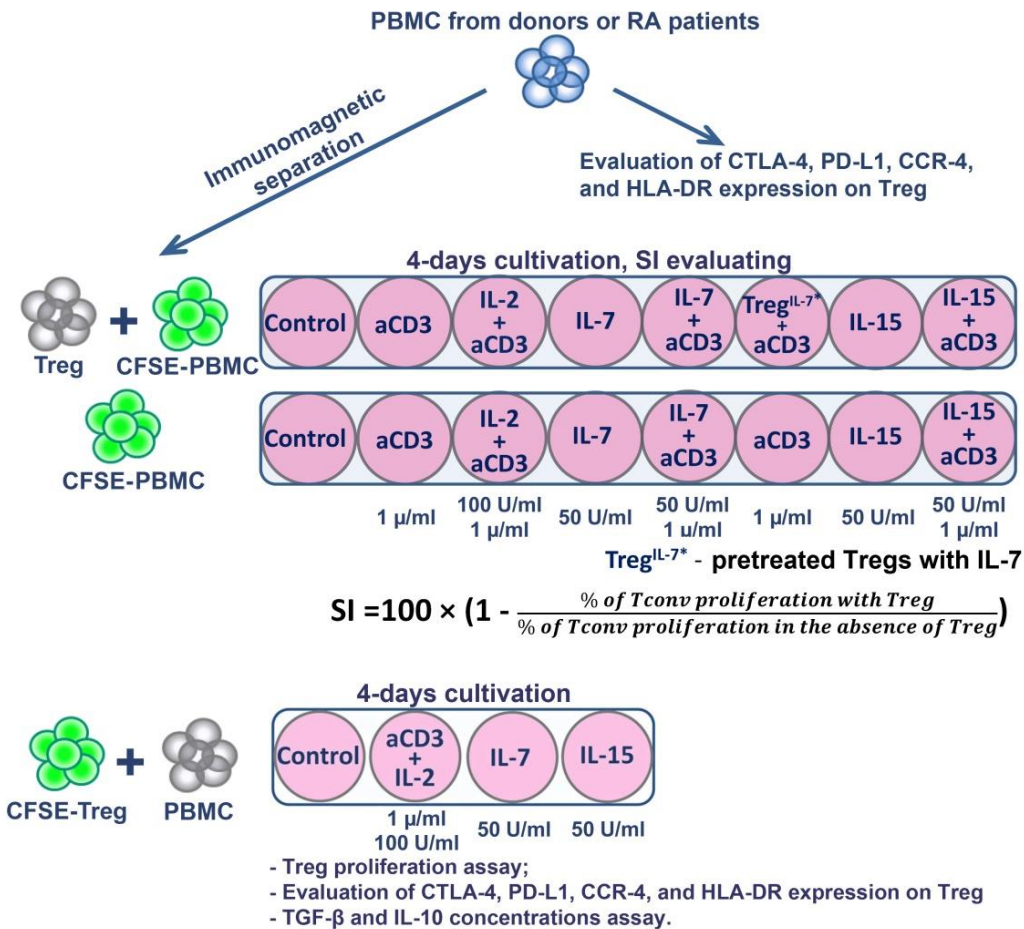 PBMC from donors or RA patients
Immunomagnetic
separation
Evaluation of CTLA-4, PD-L1, CCR-4,
and HLA-DR expression on Treg
4-days cultivation, SI evaluating
Treg
+
CFSE-PBMC
Control
aCD3
IL-2
+
aCD3
IL-7
IL-7
+
aCD3
Treg^IL-7*
+
aCD3
IL-15
IL-15
+
aCD3
CFSE-PBMC
Control
aCD3
IL-2
+
aCD3
IL-7
IL-7
+
aCD3
aCD3
IL-15
IL-15
+
aCD3
1 µ/ml
100 U/ml
1 µ/ml
50 U/ml
50 U/ml
1 µ/ml
1 µ/ml
50 U/ml
50 U/ml
1 µ/ml
Treg^IL-7* - pretreated Tregs with IL-7
SI =100 × (1 - % of Tconv proliferation with Treg / % of Tconv proliferation in the absence of Treg)
4-days cultivation
CFSE-Treg
+
PBMC
Control
aCD3
+
IL-2
IL-7
IL-15
1 µ/ml
100 U/ml
50 U/ml
50 U/ml
- Treg proliferation assay;
- Evaluation of CTLA-4, PD-L1, CCR-4, and HLA-DR expression on Treg
- TGF-β and IL-10 concentrations assay.